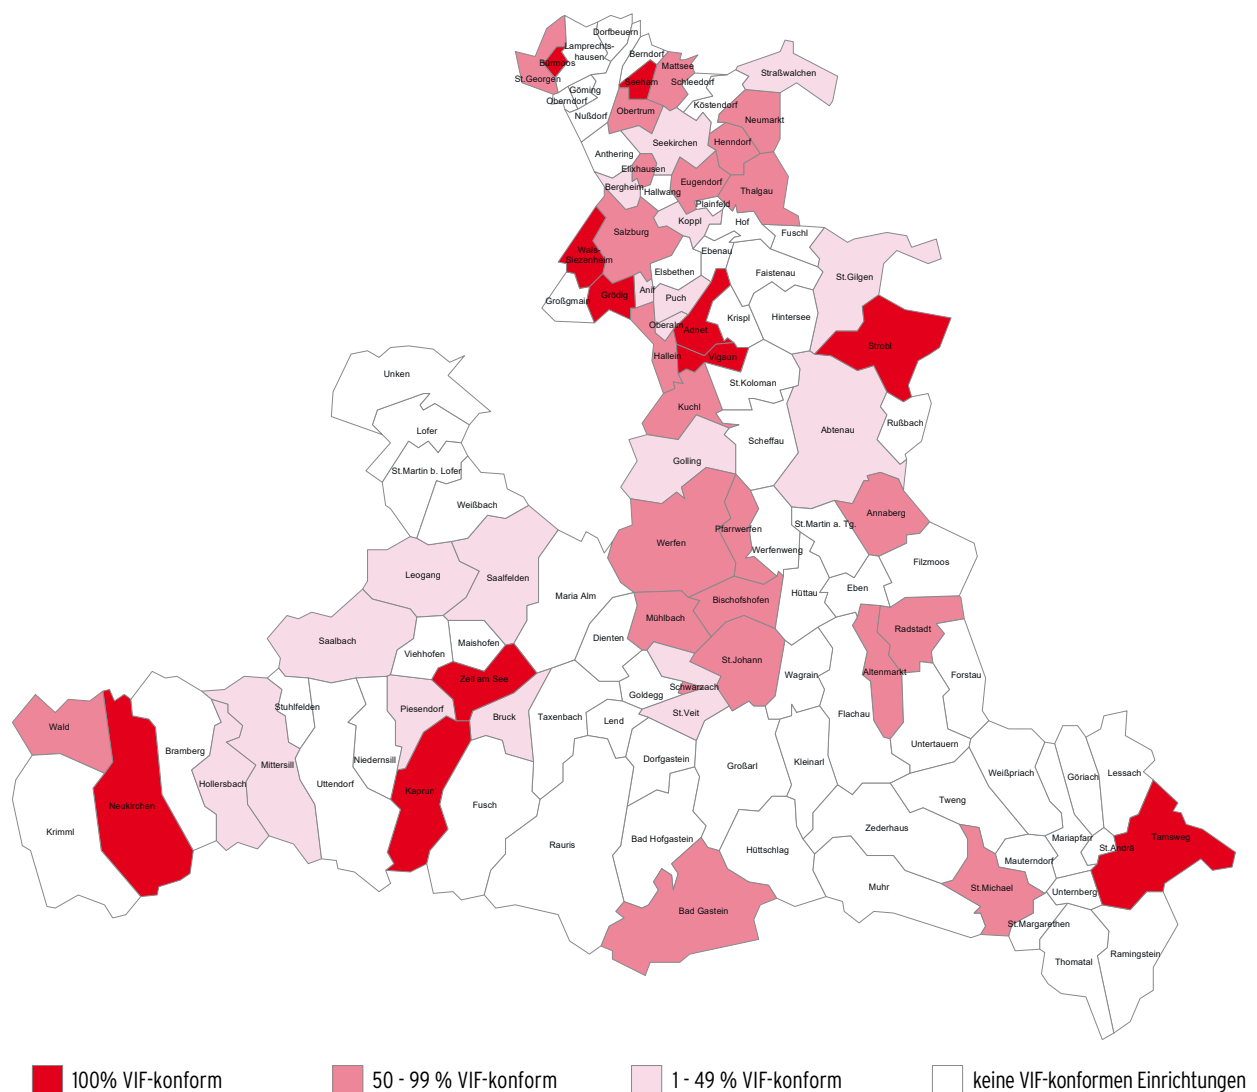 Dorfbeuern
Lamprechts-
hausen
Berndorf
Bürmoos
Mattsee
St.Georgen
Seeham
Schleedorf
Straßwalchen
Göming
Oberndorf
Köstendorf
Nußdorf
Obertrum
Neumarkt
Seekirchen
Henndorf
Anthering
Elixhausen
Eugendorf
Bergheim
Hallwang
Thalgau
Plainfeld
Koppl
Hof
Salzburg
Fuschl
Wals-
Siezenheim
Ebenau
Elsbethen
Faistenau
St.Gilgen
Anif
Grödig
Puch
Großgmain
Krispl
Hintersee
Oberalm
Adnet
Strobl
Hallein
Vigaun
Unken
St.Koloman
Kuchl
Rußbach
Lofer
Abtenau
Scheffau
Golling
St.Martin b. Lofer
Weißbach
Annaberg
St.Martin a. Tg.
Pfarrwerfen
Werfen
Werfenweng
Filzmoos
Leogang
Saalfelden
Eben
Maria Alm
Hüttau
Bischofshofen
Mühlbach
Radstadt
Dienten
Saalbach
Maishofen
Viehhofen
St.Johann
Altenmarkt
Wagrain
Forstau
Zell am See
Schwarzach
Goldegg
Stuhlfelden
Piesendorf
St.Veit
Flachau
Bruck
Taxenbach
Lend
Wald
Untertauern
Bramberg
Niedernsill
Dorfgastein
Großarl
Kleinarl
Mittersill
Weißpriach
Göriach
Lessach
Hollersbach
Uttendorf
Kaprun
Tweng
Neukirchen
Fusch
Zederhaus
Krimml
Bad Hofgastein
Mariapfarr
Tamsweg
Rauris
Hüttschlag
St.Andrä
Mauterndorf
Muhr
St.Michael
Unternberg
Bad Gastein
St.Margarethen
Ramingstein
Thomatal
100% VIF-konform
50 - 99 % VIF-konform
1 - 49 % VIF-konform
keine VIF-konformen Einrichtungen